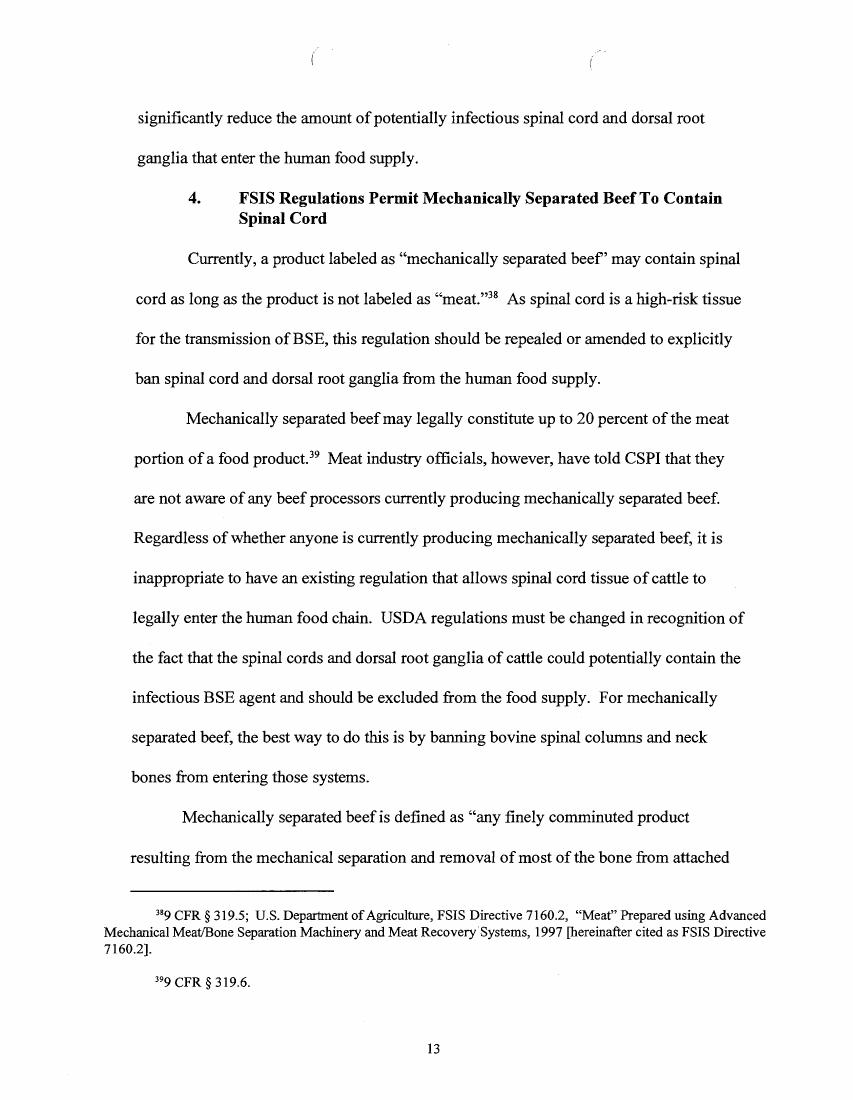 significantly reduce the amount of potentially infectious spinal cord and dorsal root
ganglia that enter the human food supply.
4. FSIS Regulations Permit Mechanically Separated Beef To Contain
Spinal Cord
Currently, a product labeled as “mechanically separated beef” may contain spinal
cord as long as the product is not labeled as “meat.”³⁸ As spinal cord is a high-risk tissue
for the transmission of BSE, this regulation should be repealed or amended to explicitly
ban spinal cord and dorsal root ganglia from the human food supply.
Mechanically separated beef may legally constitute up to 20 percent of the meat
portion of a food product.³⁹ Meat industry officials, however, have told CSPI that they
are not aware of any beef processors currently producing mechanically separated beef.
Regardless of whether anyone is currently producing mechanically separated beef, it is
inappropriate to have an existing regulation that allows spinal cord tissue of cattle to
legally enter the human food chain. USDA regulations must be changed in recognition of
the fact that the spinal cords and dorsal root ganglia of cattle could potentially contain the
infectious BSE agent and should be excluded from the food supply. For mechanically
separated beef, the best way to do this is by banning bovine spinal columns and neck
bones from entering those systems.
Mechanically separated beef is defined as “any finely comminuted product
resulting from the mechanical separation and removal of most of the bone from attached
³⁸9 CFR § 319.5; U.S. Department of Agriculture, FSIS Directive 7160.2, “Meat” Prepared using Advanced
Mechanical Meat/Bone Separation Machinery and Meat Recovery Systems, 1997 [hereinafter cited as FSIS Directive
7160.2].
³⁹9 CFR § 319.6.
13